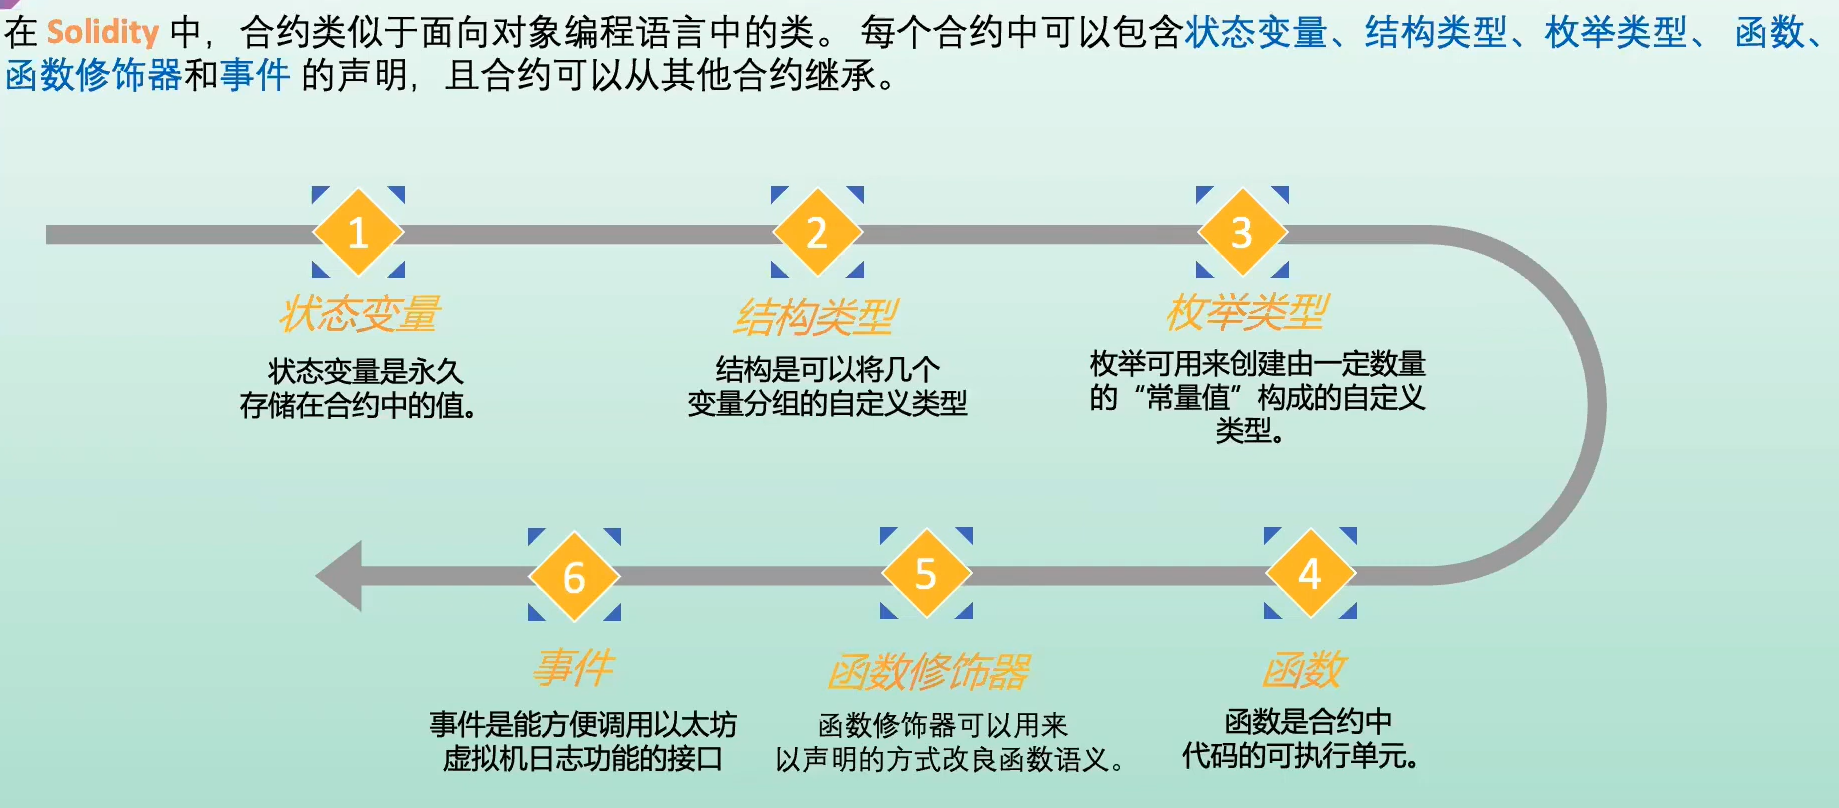 在 Solidity 中，合约类似于面向对象编程语言中的类。 每个合约中可以包含状态变量、结构类型、枚举类型、 函数、
函数修饰器和事件 的声明，且合约可以从其他合约继承。
1
2
3
状态变量
结构类型
枚举类型
状态变量是永久
存储在合约中的值。
结构是可以将几个
变量分组的自定义类型
枚举可用来创建由一定数量
的“常量值”构成的自定义
类型。
6
5
4
事件
函数修饰器
函数
事件是能方便调用以太坊
虚拟机日志功能的接口
函数修饰器可以用来
以声明的方式改良函数语义。
函数是合约中
代码的可执行单元。